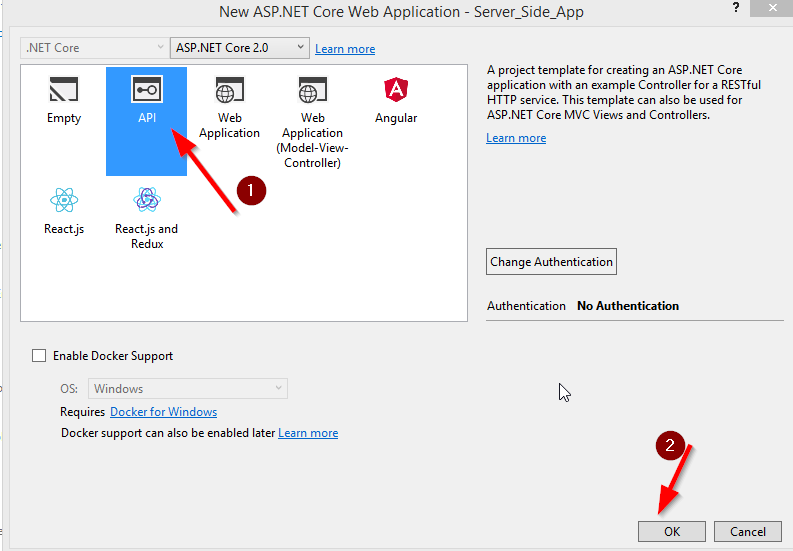 New ASP.NET Core Web Application - Server_Side_App
?
.NET Core
ASP.NET Core 2.0
Learn more
Empty
API
Web
Application
Web
Application
(Model-View-
Controller)
Angular
React.js
React.js and
Redux
1
A project template for creating an ASP.NET Core
application with an example Controller for a RESTful
HTTP service. This template can also be used for
ASP.NET Core MVC Views and Controllers.
Learn more
Change Authentication
Authentication No Authentication
Enable Docker Support
OS: Windows
Requires Docker for Windows
Docker support can also be enabled later Learn more
2
OK
Cancel